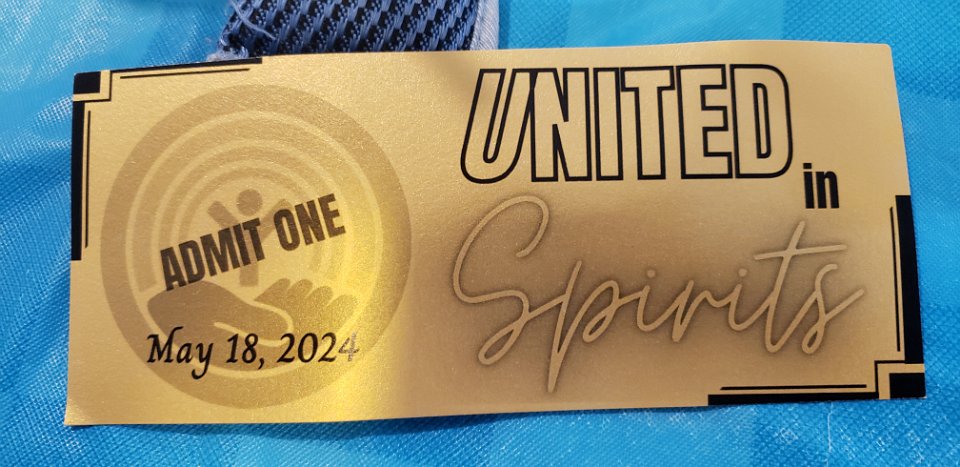 ADMIT ONE
May 18, 2024
UNITED
in
Spirits